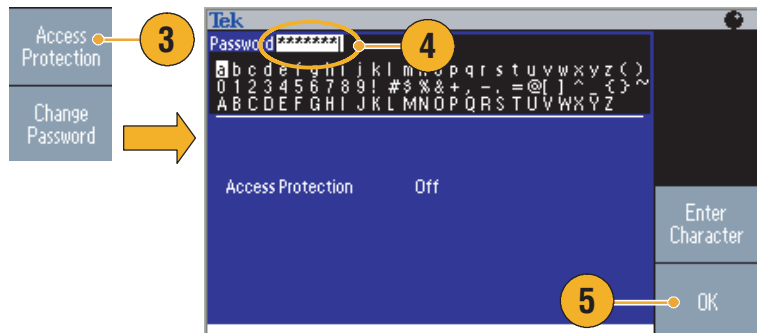 Access
Protection
3
Change
Password
Tek
Password *******
4
a b c d e f g h i j k l m n o p q r s t u v w x y z ( )
0 1 2 3 4 5 6 7 8 9 ! # $ % & + , - . = @ [ ] ^ _ { } ~
A B C D E F G H I J K L M N O P Q R S T U V W X Y Z
Access Protection Off
Enter
Character
5
OK